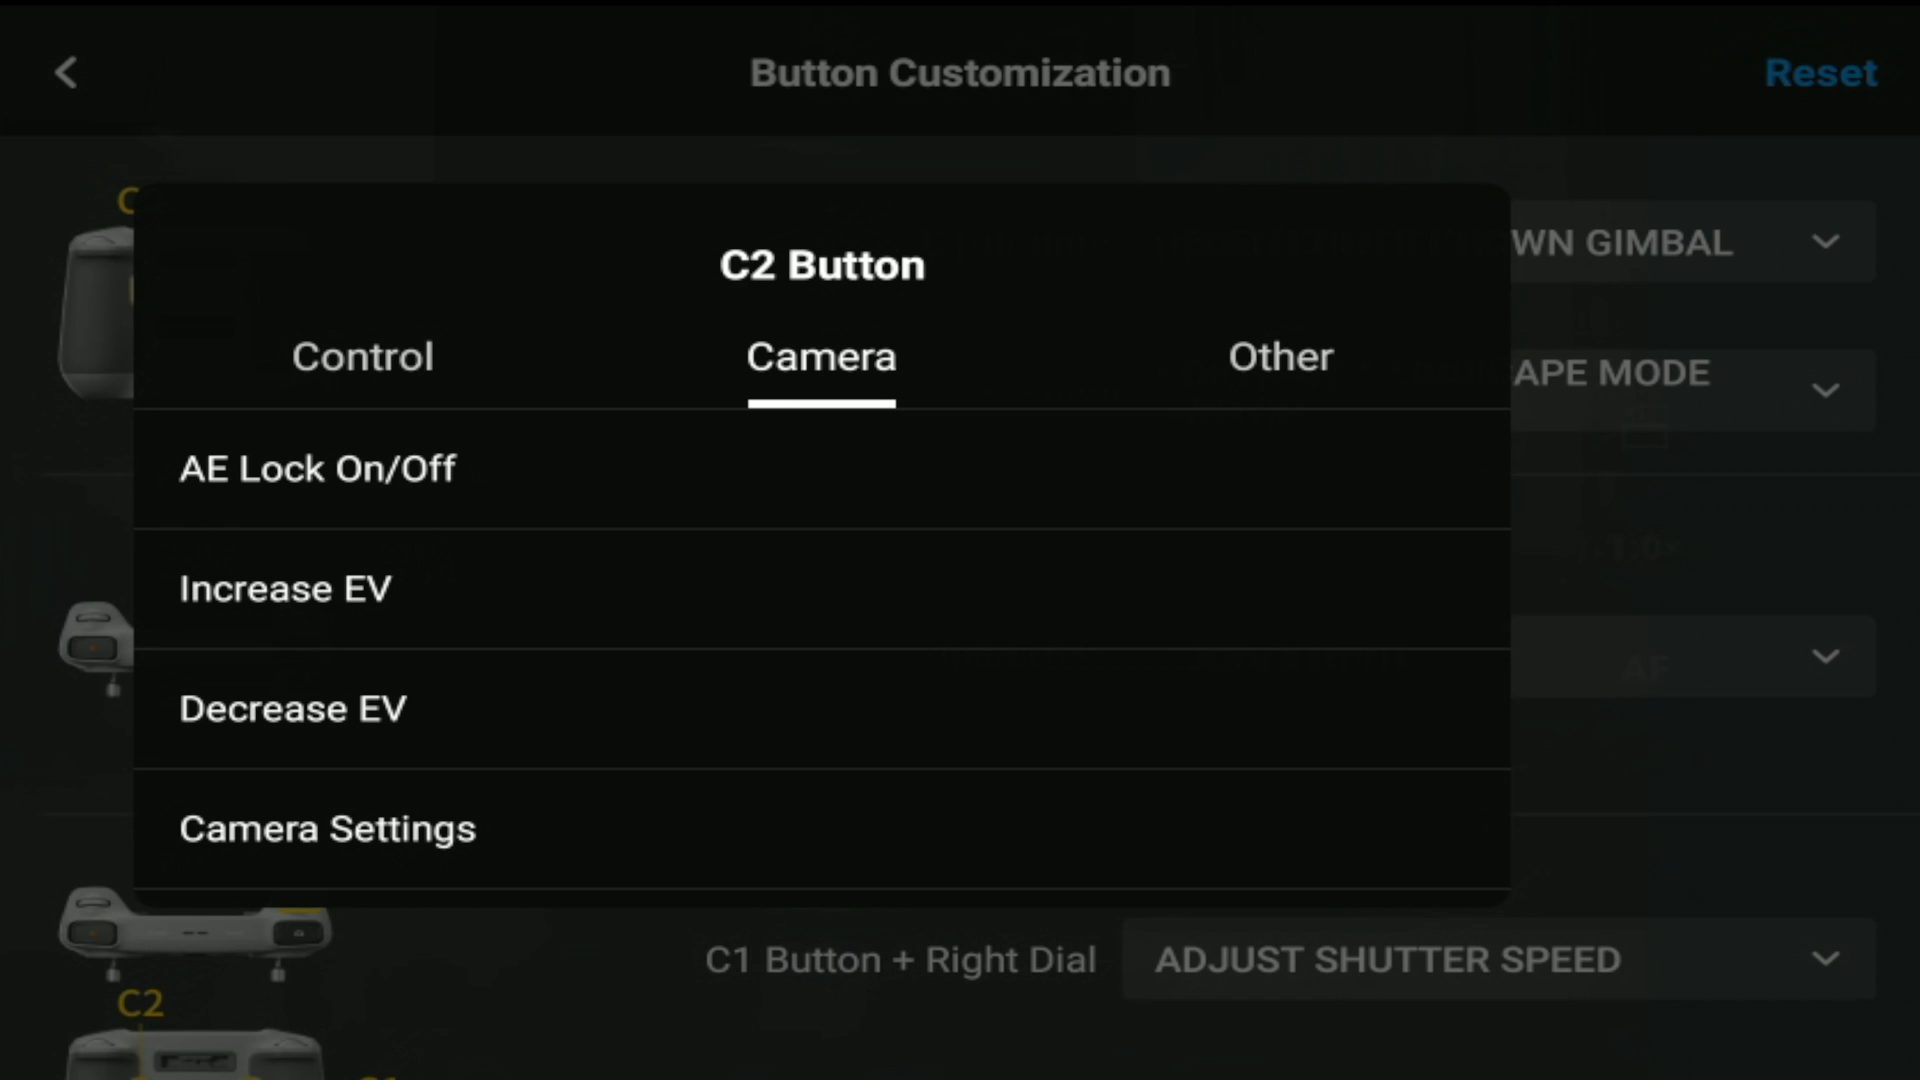 Button Customization
Reset
C2 Button
WN GIMBAL
Control
Camera
Other
APE MODE
AE Lock On/Off
Increase EV
Decrease EV
AF
Camera Settings
C1 Button + Right Dial
ADJUST SHUTTER SPEED
C2